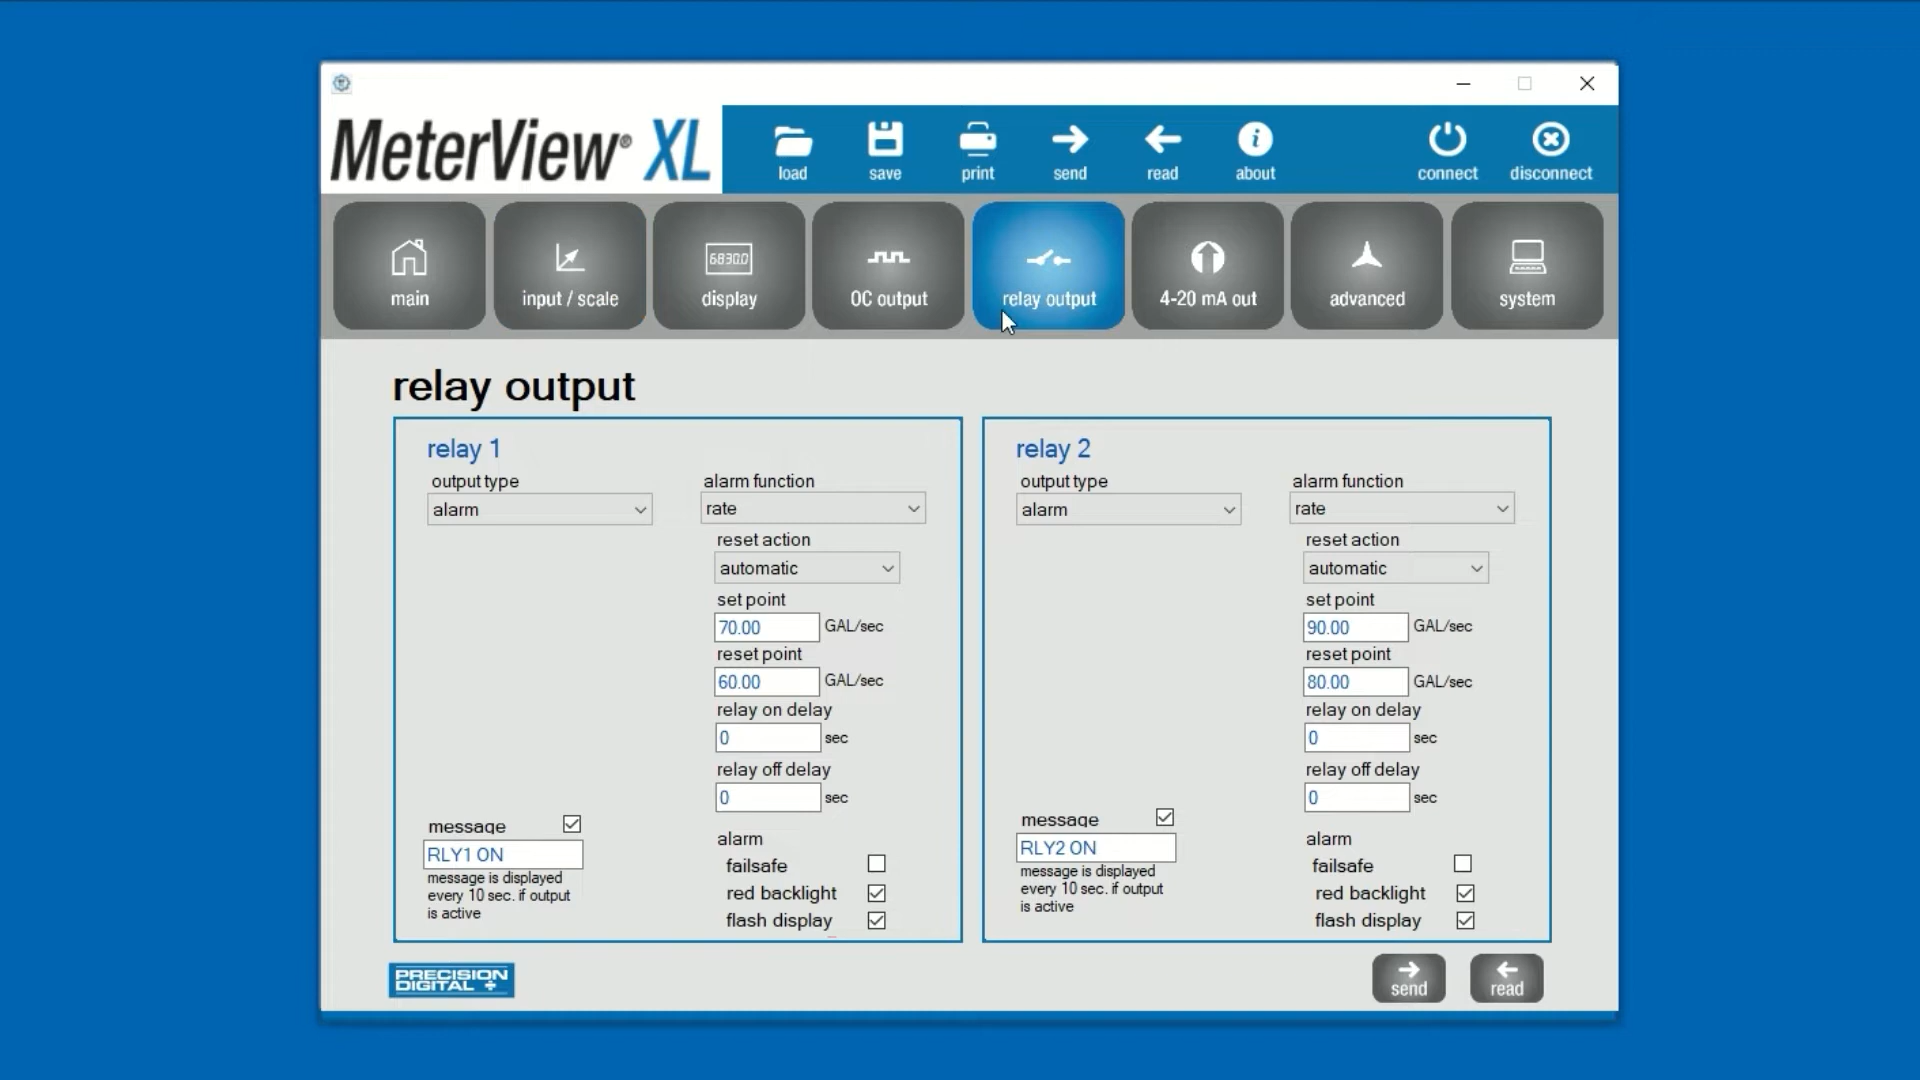 MeterView® XL
load
save
print
send
read
about
connect
disconnect
main
input / scale
68300
display
OC output
relay output
4-20 mA out
advanced
system
relay output
relay 1
output type
alarm
alarm function
rate
reset action
automatic
set point
70.00 GAL/sec
reset point
60.00 GAL/sec
relay on delay
0 sec
relay off delay
0 sec
message
RLY1 ON
message is displayed
every 10 sec. if output
is active
alarm
failsafe
red backlight
flash display
relay 2
output type
alarm
alarm function
rate
reset action
automatic
set point
90.00 GAL/sec
reset point
80.00 GAL/sec
relay on delay
0 sec
relay off delay
0 sec
message
RLY2 ON
message is displayed
every 10 sec. if output
is active
alarm
failsafe
red backlight
flash display
PRECISION
DIGITAL
send
read